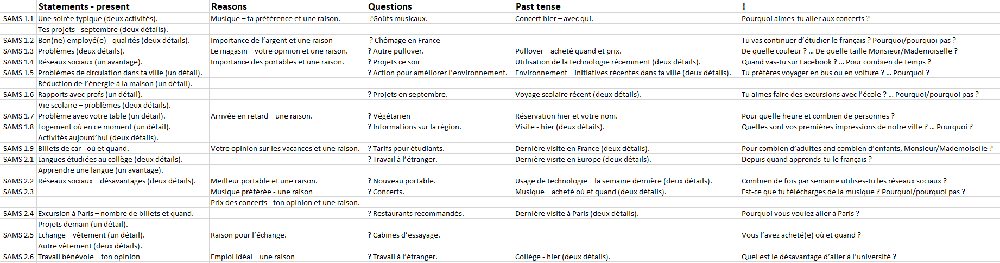 Statements - present Reasons Questions Past tense !
SAMS 1.1 Une soirée typique (deux activités). Musique – ta préférence et une raison. ?Goûts musicaux. Concert hier – avec qui. Pourquoi aimes-tu aller aux concerts ?
Tes projets - septembre (deux détails).
SAMS 1.2 Bon(ne) employé(e) - qualités (deux détails). Importance de l’argent et une raison ? Chômage en France Tu vas continuer d’étudier le français ? Pourquoi/pourquoi pas ?
SAMS 1.3 Problèmes (deux détails). Le magasin – votre opinion et une raison. ? Autre pullover. Pullover – acheté quand et prix. De quelle couleur ? … De quelle taille Monsieur/Mademoiselle ?
SAMS 1.4 Réseaux sociaux (un avantage). Importance des portables et une raison. ? Projets ce soir Utilisation de la technologie récemment (deux détails). Quand vas-tu sur Facebook ? … Pour combien de temps ?
SAMS 1.5 Problèmes de circulation dans ta ville (un détail). ? Action pour améliorer l’environnement. Environnement – initiatives récentes dans ta ville (deux détails). Tu préfères voyager en bus ou en voiture ? … Pourquoi ?
Réduction de l’énergie à la maison (un détail).
SAMS 1.6 Rapports avec profs (un détail). ? Projets en septembre. Voyage scolaire récent (deux détails). Tu aimes faire des excursions avec l’école ? … Pourquoi/pourquoi pas ?
Vie scolaire – problèmes (deux détails).
SAMS 1.7 Problème avec votre table (un détail). Arrivée en retard – une raison. ? Végétarien Réservation hier et votre nom. Pour quelle heure et combien de personnes ?
SAMS 1.8 Logement où en ce moment (un détail). ? Informations sur la région. Visite - hier (deux détails). Quelles sont vos premières impressions de notre ville ? … Pourquoi ?
Activités aujourd’hui (deux détails).
SAMS 1.9 Billets de car - où et quand. Votre opinion sur les vacances et une raison. ? Tarifs pour étudiants. Dernière visite en France (deux détails). Pour combien d’adultes and combien d’enfants, Monsieur/Mademoiselle ?
SAMS 2.1 Langues étudiées au collège (deux détails). ? Travail à l’étranger. Dernière visite en Europe (deux détails). Depuis quand apprends-tu le français ?
Apprendre une langue (un avantage).
SAMS 2.2 Réseaux sociaux – désavantages (deux détails). Meilleur portable et une raison. ? Nouveau portable. Usage de technologie – la semaine dernière (deux détails). Combien de fois par semaine utilises-tu les réseaux sociaux ?
SAMS 2.3 Musique préférée - une raison ? Concerts. Musique – acheté où et quand (deux détails). Est-ce que tu télécharges de la musique ? Pourquoi/pourquoi pas ?
Prix des concerts - ton opinion et une raison.
SAMS 2.4 Excursion à Paris – nombre de billets et quand. ? Restaurants recommandés. Dernière visite à Paris (deux détails). Pourquoi vous voulez aller à Paris ?
Projets demain (un détail).
SAMS 2.5 Echange – vêtement (un détail). Raison pour l’échange. ? Cabines d’essayage. Vous l’avez acheté(e) où et quand ?
Autre vêtement (deux détails).
SAMS 2.6 Travail bénévole – ton opinion Emploi idéal – une raison ? Travail à l’étranger. Collège - hier (deux détails). Quel est le désavantage d’aller à l’université ?